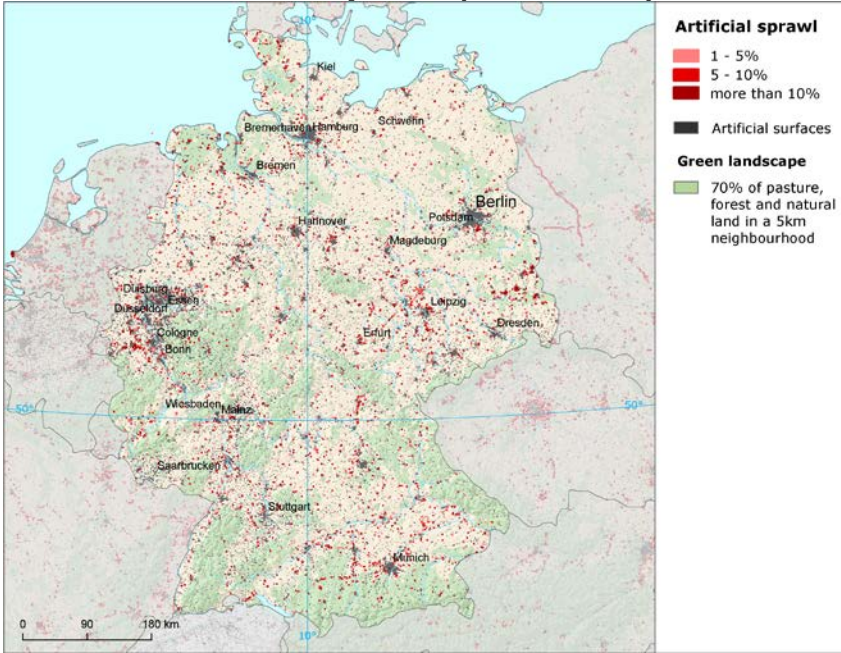 10°
Kiel
Schwerin
Bremerhaven
Hamburg
Bremen
Berlin
Potsdam
Hannover
Magdeburg
Duisburg
Essen
Düsseldorf
Leipzig
Cologne
Erfurt
Dresden
Bonn
Wiesbaden
Mainz
50°
50°
Saarbrucken
Stuttgart
Munich
0 90 180 km
10°
Artificial sprawl
1 - 5%
5 - 10%
more than 10%
Artificial surfaces
Green landscape
70% of pasture,
forest and natural
land in a 5km
neighbourhood